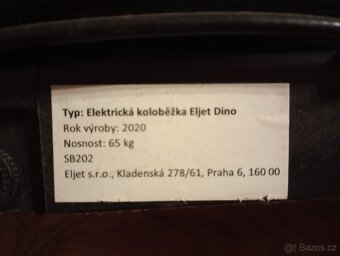 Typ: Elektrická koloběžka Eljet Dino
Rok výroby: 2020
Nosnost: 65 kg
SB202
Eljet s.r.o., Kladenská 278/61, Praha 6, 160 00
Bazos.cz